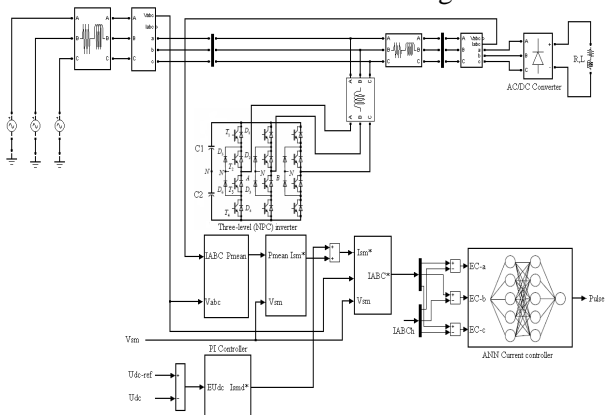 A A A Vabc Iabc A A A Vabc Iabc A +
B B B a B B B a B
C C C b c C C C b c C -
R,L
AC/DC Converter
A B C
A B C
C1
C2
N
N
A
N
B
Three-level (NPC) inverter
IABC Pmean
Vabc
Pmean Ism*
Vsm
Ism*
IABC*
Vsm
IABCh
EC-a
EC-b
EC-c
Pulse
ANN Current controller
Vsm
PI Controller
Udc-ref
Udc
EUdc Ismd*